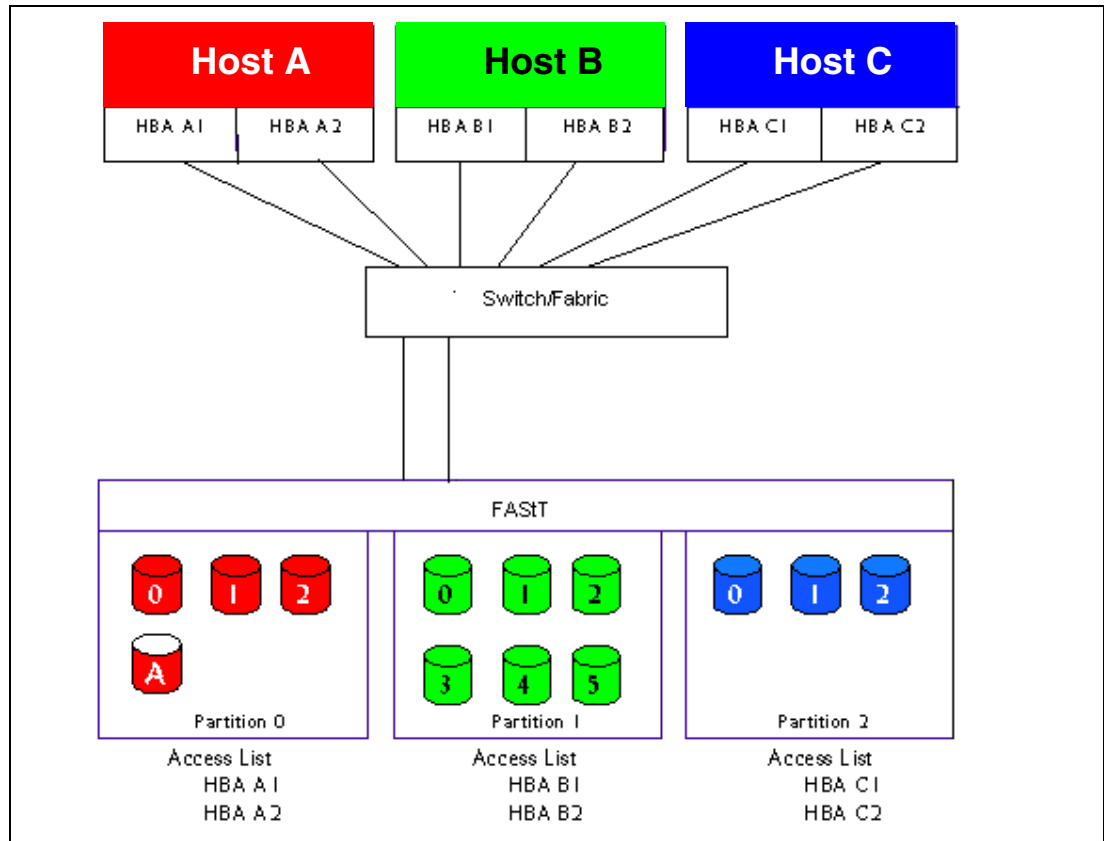 Host A Host B Host C
HBA A1 HBA A2 HBA B1 HBA B2 HBA C1 HBA C2
Switch/Fabric
FAStT
0 1 2 0 1 2 0 1 2
A 3 4 5
Partition 0 Partition 1 Partition 2
Access List Access List Access List
HBA A1 HBA B1 HBA C1
HBA A2 HBA B2 HBA C2